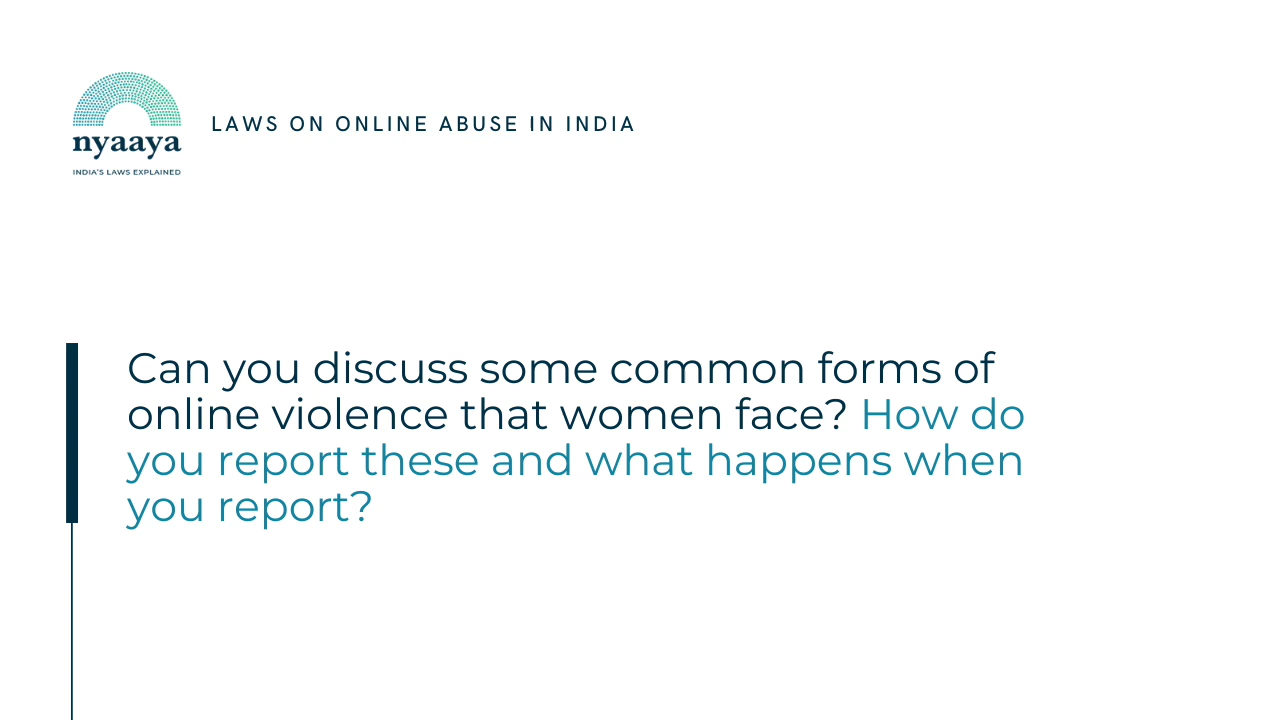 nyaaya
INDIA'S LAWS EXPLAINED
LAWS ON ONLINE ABUSE IN INDIA
Can you discuss some common forms of
online violence that women face? How do
you report these and what happens when
you report?